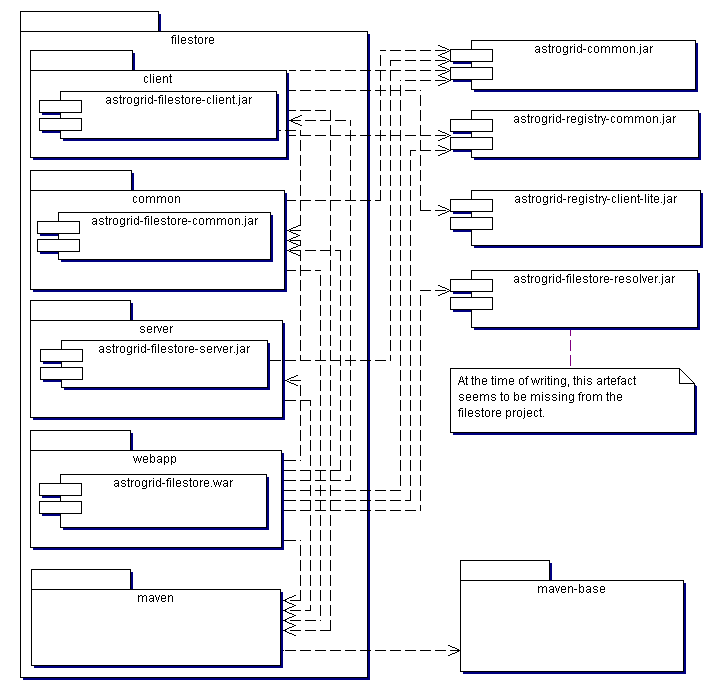 filestore
client
astrogrid-filestore-client.jar
common
astrogrid-filestore-common.jar
server
astrogrid-filestore-server.jar
webapp
astrogrid-filestore.war
maven
astrogrid-common.jar
astrogrid-registry-common.jar
astrogrid-registry-client-lite.jar
astrogrid-filestore-resolver.jar
At the time of writing, this artefact
seems to be missing from the
filestore project.
maven-base